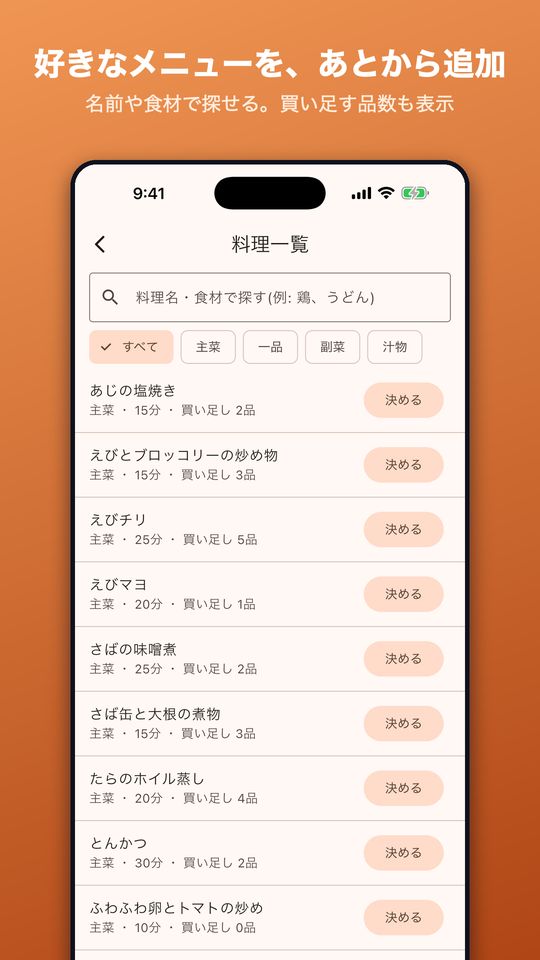 好きなメニューを、あとから追加
名前や食材で探せる。買い足す品数も表示
9:41
料理一覧
料理名・食材で探す(例: 鶏、うどん)
すべて 主菜 一品 副菜 汁物
あじの塩焼き
主菜 ・ 15分 ・ 買い足し 2品
決める
えびとブロッコリーの炒め物
主菜 ・ 15分 ・ 買い足し 3品
決める
えびチリ
主菜 ・ 25分 ・ 買い足し 5品
決める
えびマヨ
主菜 ・ 20分 ・ 買い足し 1品
決める
さばの味噌煮
主菜 ・ 25分 ・ 買い足し 2品
決める
さば缶と大根の煮物
主菜 ・ 15分 ・ 買い足し 3品
決める
たらのホイル蒸し
主菜 ・ 20分 ・ 買い足し 4品
決める
とんかつ
主菜 ・ 30分 ・ 買い足し 2品
決める
ふわふわ卵とトマトの炒め
主菜 ・ 10分 ・ 買い足し 0品
決める